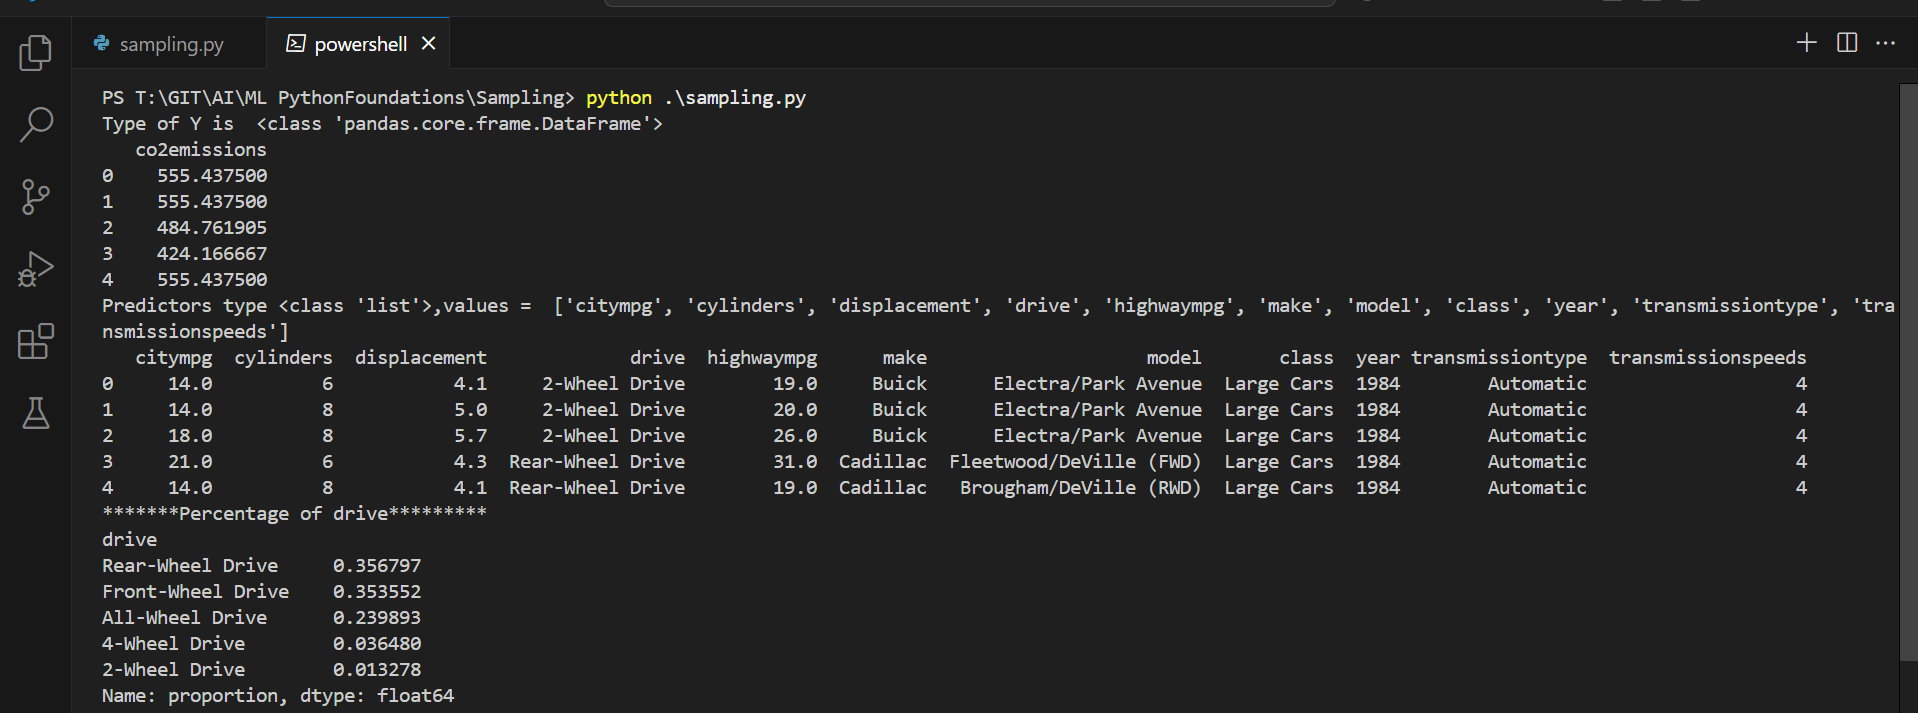 sampling.py
powershell
PS T:\GIT\AI\ML PythonFoundations\Sampling> python .\sampling.py
Type of Y is  <class 'pandas.core.frame.DataFrame'>
   co2emissions
0    555.437500
1    555.437500
2    484.761905
3    424.166667
4    555.437500
Predictors type <class 'list'>,values =  ['citympg', 'cylinders', 'displacement', 'drive', 'highwaympg', 'make', 'model', 'class', 'year', 'transmissiontype', 'tra
nsmissionspeeds']
   citympg  cylinders  displacement             drive  highwaympg      make                    model       class  year transmissiontype  transmissionspeeds
0     14.0          6           4.1     2-Wheel Drive        19.0     Buick      Electra/Park Avenue  Large Cars  1984        Automatic                   4
1     14.0          8           5.0     2-Wheel Drive        20.0     Buick      Electra/Park Avenue  Large Cars  1984        Automatic                   4
2     18.0          8           5.7     2-Wheel Drive        26.0     Buick      Electra/Park Avenue  Large Cars  1984        Automatic                   4
3     21.0          6           4.3  Rear-Wheel Drive        31.0  Cadillac  Fleetwood/DeVille (FWD)  Large Cars  1984        Automatic                   4
4     14.0          8           4.1  Rear-Wheel Drive        19.0  Cadillac   Brougham/DeVille (RWD)  Large Cars  1984        Automatic                   4
*******Percentage of drive*********
drive
Rear-Wheel Drive     0.356797
Front-Wheel Drive    0.353552
All-Wheel Drive      0.239893
4-Wheel Drive        0.036480
2-Wheel Drive        0.013278
Name: proportion, dtype: float64